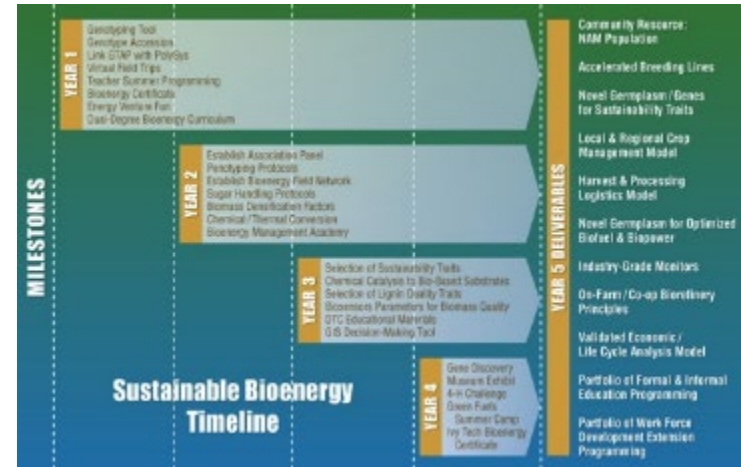 MILESTONES
YEAR 1
Genotyping Tool
Genotype Accession
Link GTAP with PolySys
Virtual Field Trips
Teacher Summer Programming
Bioenergy Certificate
Energy Venture Fun
Dual-Degree Bioenergy Curriculum
YEAR 2
Establish Association Panel
Penotyping Protocols
Establish Bioenergy Field Network
Sugar Handling Protocols
Biomass Densification Factors
Chemical/Thermal Conversion
Bioenergy Management Academy
YEAR 3
Selection of Sustainability Traits
Chemical Catalysis to Bio-Based Substrates
Selection of Lignin Quality Traits
Biosensors Parameters for Biomass Quality
DTC Educational Materials
GIS Decision-Making Tool
YEAR 4
Gene Discovery
Museum Exhibit
4-H Challenge
Green Fuels
Summer Camp
Ivy Tech Bioenergy
Certificate
Sustainable Bioenergy
Timeline
YEAR 5 DELIVERABLES
Community Resource:
NAM Population
Accelerated Breeding Lines
Novel Germplasm/Genes
for Sustainability Traits
Local & Regional Crop
Management Model
Harvest & Processing
Logistics Model
Novel Germplasm for Optimized
Biofuel & Biopower
Industry-Grade Monitors
On-Farm/Co-op Biorefinery
Principles
Validated Economic/
Life Cycle Analysis Model
Portfolio of Formal & Informal
Education Programming
Portfolio of Work Force
Development Extension
Programming